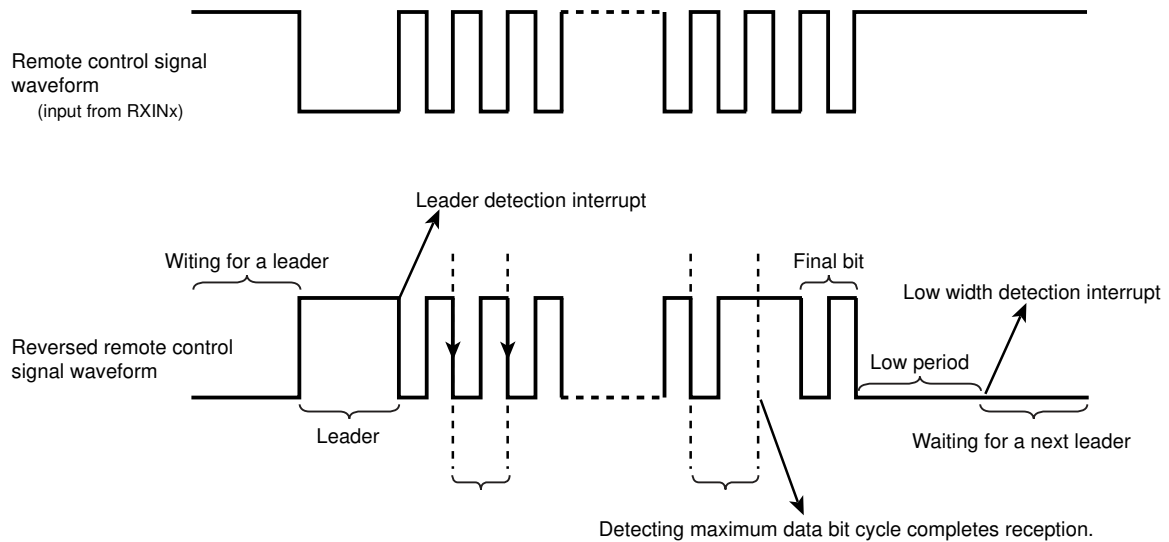 Remote control signal
waveform
(input from RXINx)
Leader detection interrupt
Witing for a leader
Final bit
Low width detection interrupt
Reversed remote control
signal waveform
Low period
Leader
Waiting for a next leader
Detecting maximum data bit cycle completes reception.